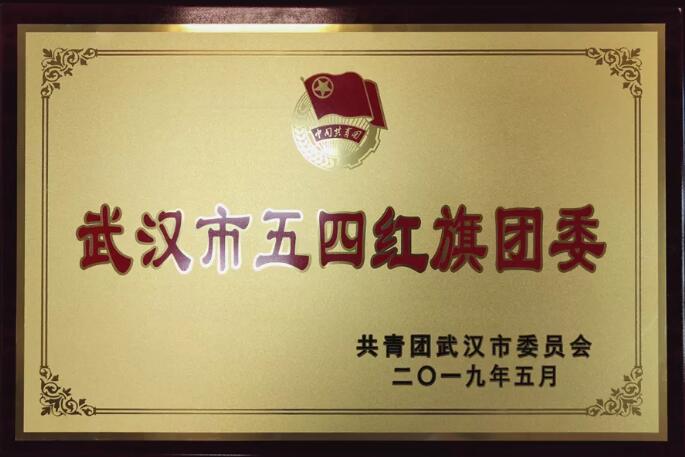 中国共青团
武汉市五四红旗团委
共青团武汉市委员会
二〇一九年五月